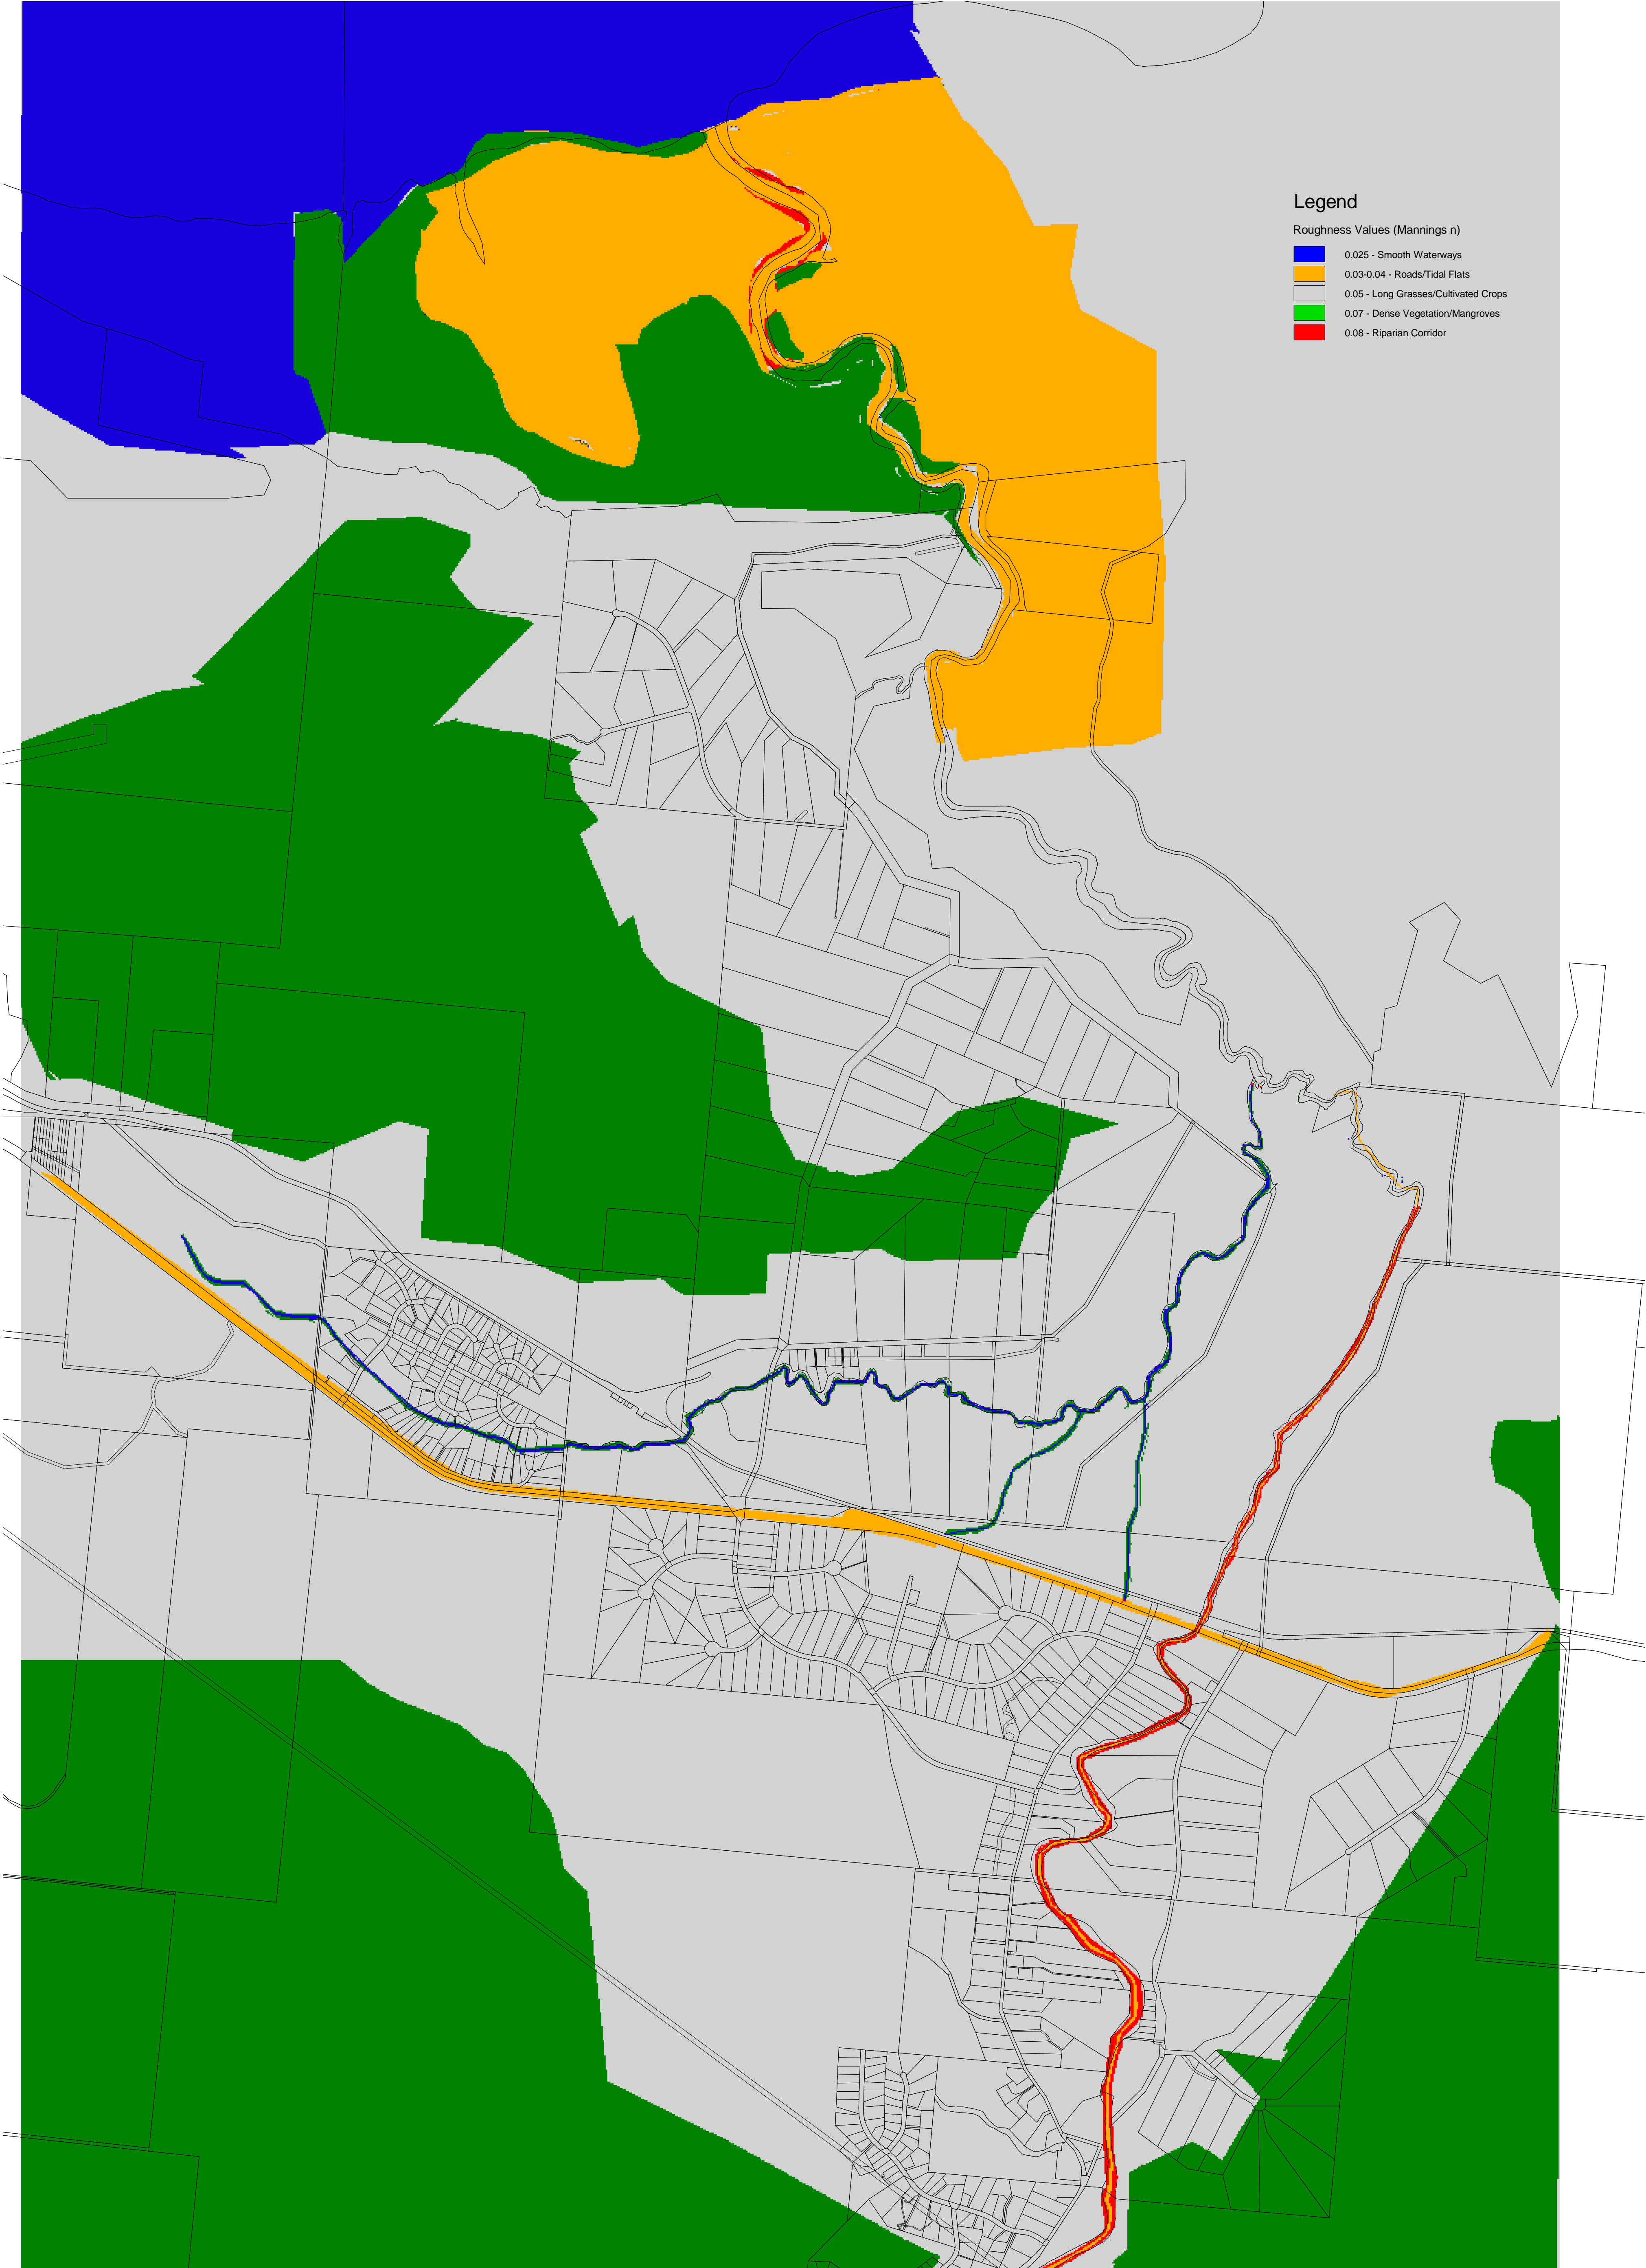 Legend
Roughness Values (Mannings n)
0.025 - Smooth Waterways
0.03-0.04 - Roads/Tidal Flats
0.05 - Long Grasses/Cultivated Crops
0.07 - Dense Vegetation/Mangroves
0.08 - Riparian Corridor